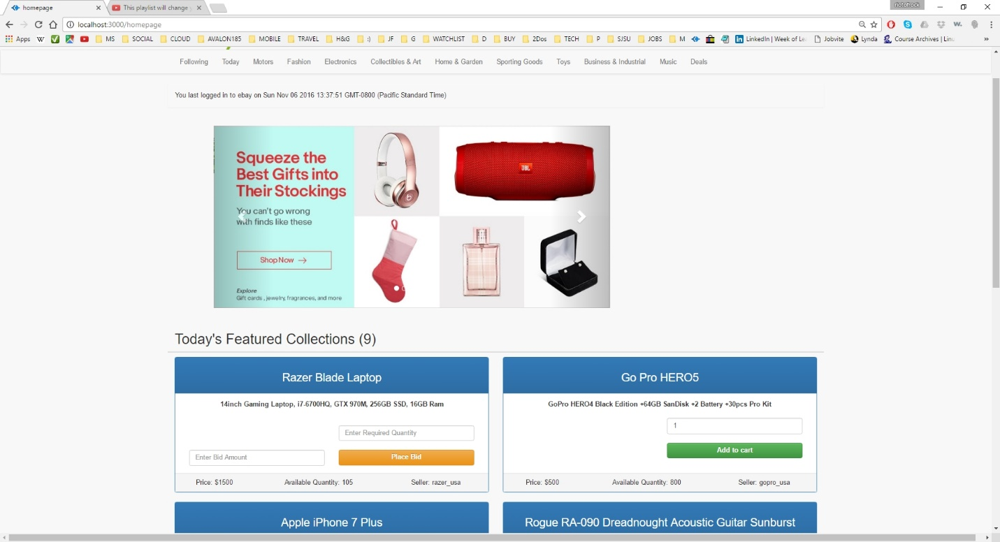 homepage
This playlist will change
riotofrock
localhost:3000/homepage
Apps
MS
SOCIAL
CLOUD
AVALON185
MOBILE
TRAVEL
H&G
:)
JF
G
WATCHLIST
D
BUY
2Dos
TECH
P
SJSU
JOBS
M
LinkedIn | Week of Le
Jobvite
Lynda
Course Archives | Linu
Following Today Motors Fashion Electronics Collectibles & Art Home & Garden Sporting Goods Toys Business & Industrial Music Deals
You last logged in to ebay on Sun Nov 06 2016 13:37:51 GMT-0800 (Pacific Standard Time)
Squeeze the
Best Gifts into
Their Stockings
You can't go wrong
with finds like these
Shop Now →
Explore
Gift cards , jewelry, fragrances, and more
JBL
Today's Featured Collections (9)
Razer Blade Laptop
14inch Gaming Laptop, i7-6700HQ, GTX 970M, 256GB SSD, 16GB Ram
Enter Required Quantity
Enter Bid Amount
Place Bid
Price: $1500 Available Quantity: 105 Seller: razer_usa
Go Pro HERO5
GoPro HERO4 Black Edition +64GB SanDisk +2 Battery +30pcs Pro Kit
1
Add to cart
Price: $500 Available Quantity: 800 Seller: gopro_usa
Apple iPhone 7 Plus
Rogue RA-090 Dreadnought Acoustic Guitar Sunburst